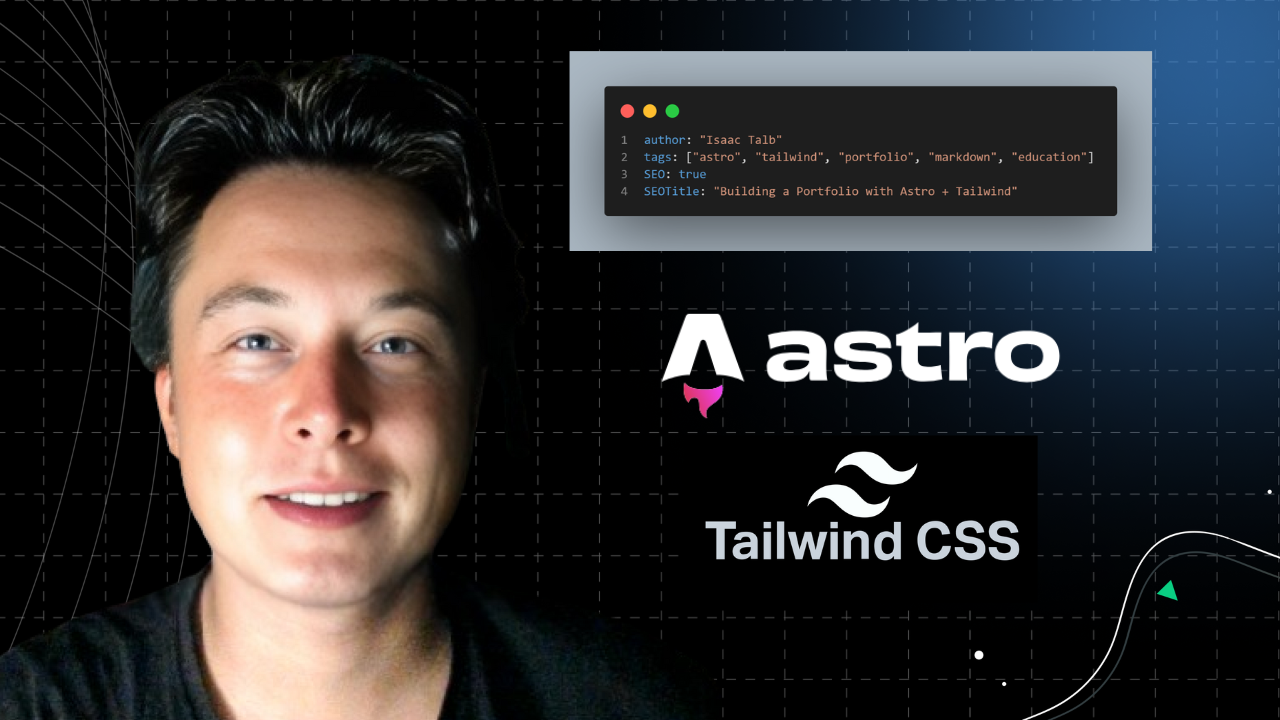 1 author: "Isaac Talb"
2 tags: ["astro", "tailwind", "portfolio", "markdown", "education"]
3 SEO: true
4 SEOTitle: "Building a Portfolio with Astro + Tailwind"
astro
Tailwind CSS